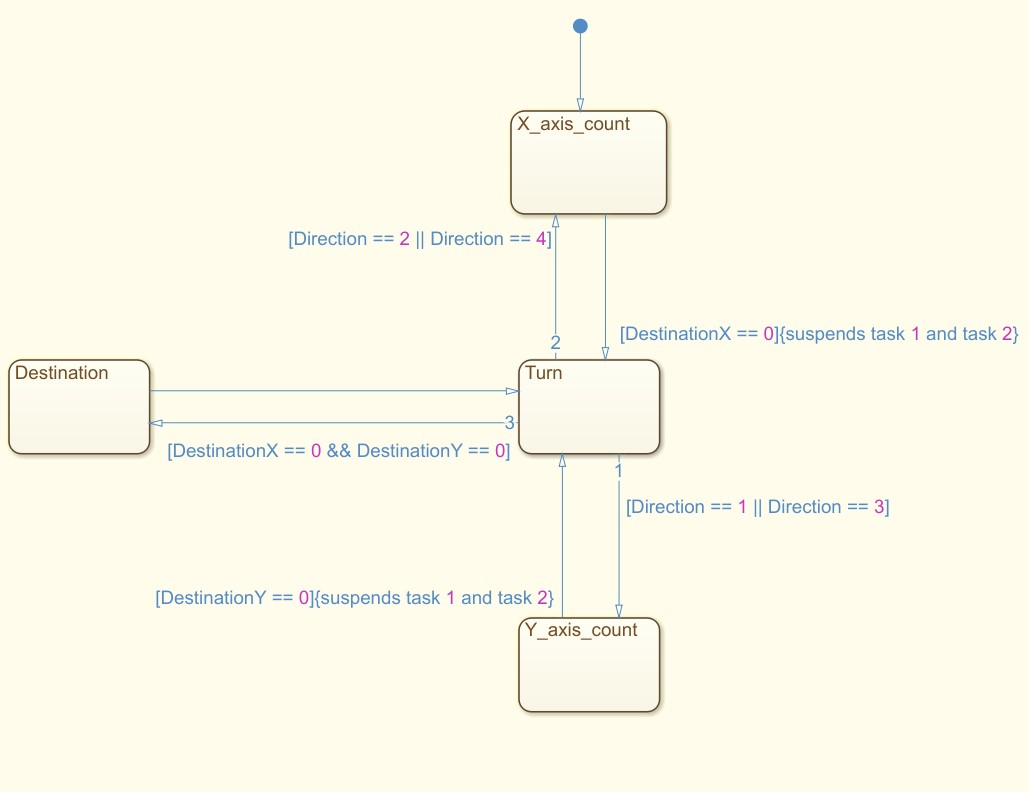 X_axis_count
[Direction == 2 || Direction == 4]
[DestinationX == 0]{suspends task 1 and task 2}
2
Destination
Turn
3
[DestinationX == 0 && DestinationY == 0]
1
[Direction == 1 || Direction == 3]
[DestinationY == 0]{suspends task 1 and task 2}
Y_axis_count